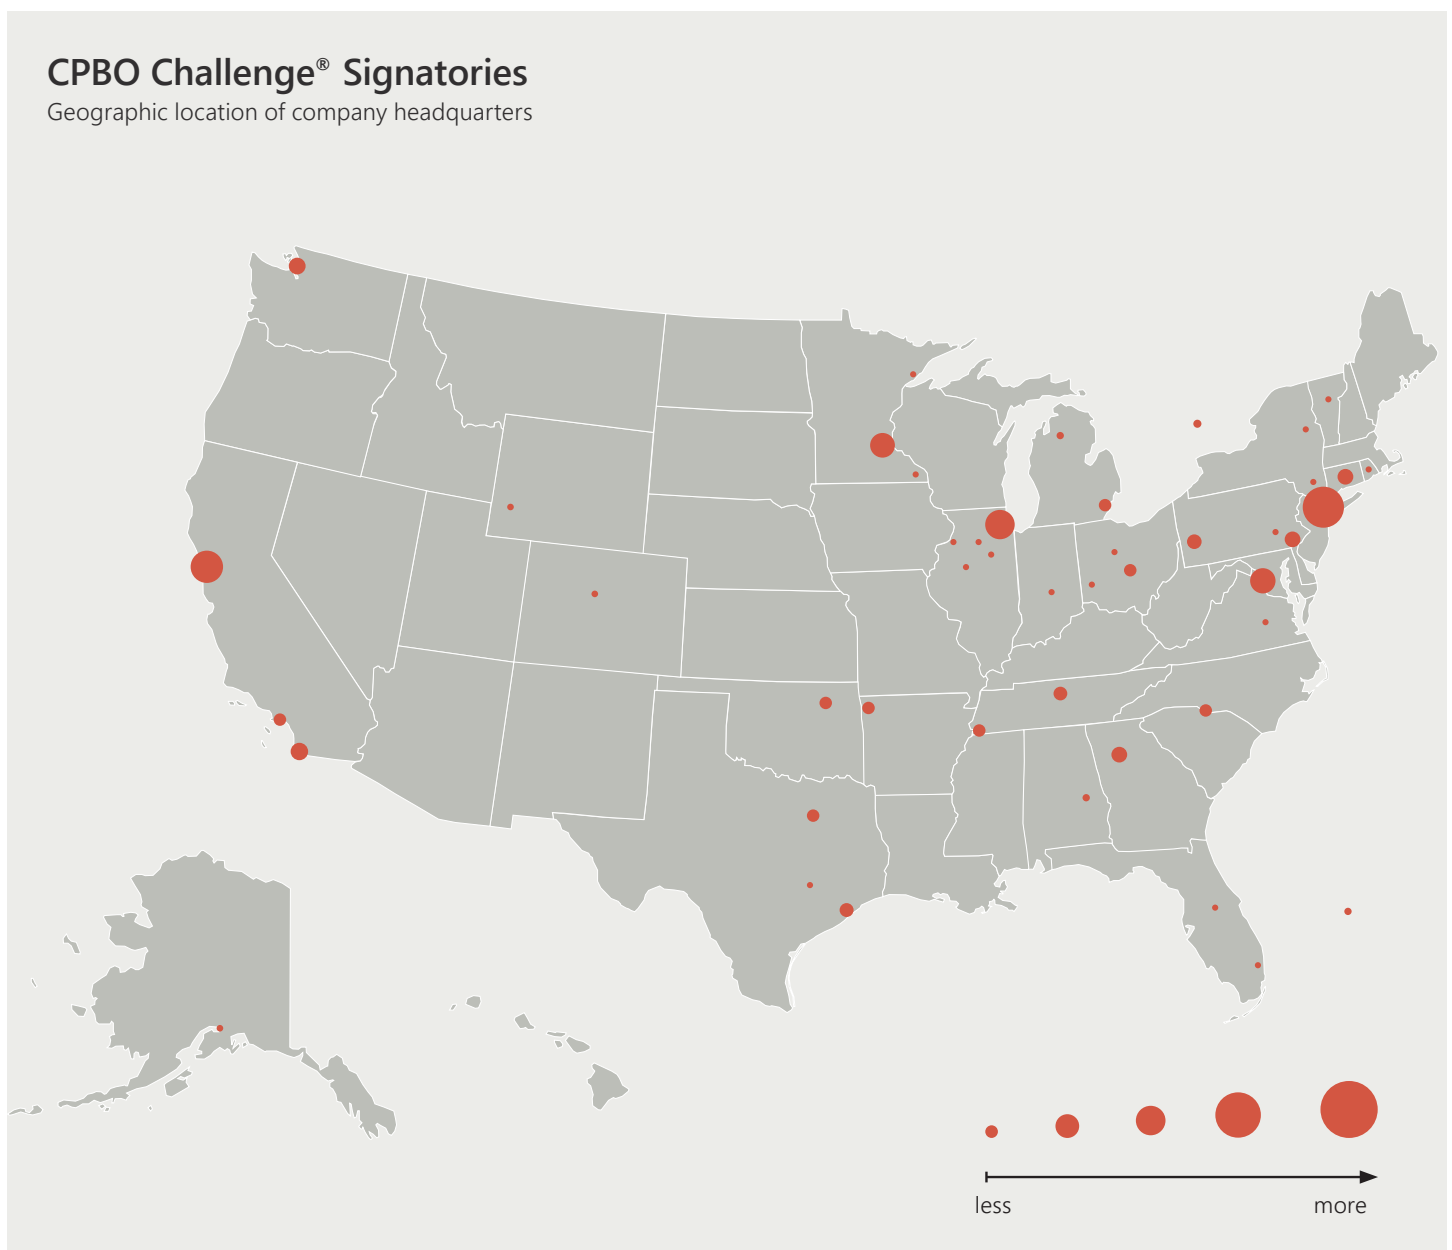 CPBO Challenge® Signatories
Geographic location of company headquarters
less more